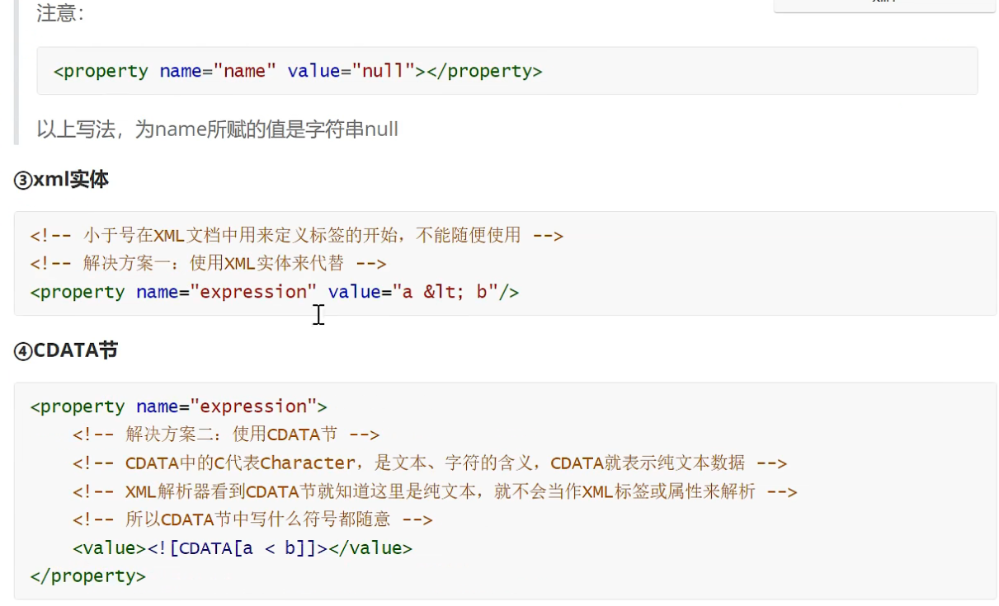 注意：
<property name="name" value="null"></property>
以上写法，为name所赋的值是字符串null
③xml实体
<!-- 小于号在XML文档中用来定义标签的开始，不能随便使用 -->
<!-- 解决方案一：使用XML实体来代替 -->
<property name="expression" value="a &lt; b"/>
④CDATA节
<property name="expression">
    <!-- 解决方案二：使用CDATA节 -->
    <!-- CDATA中的C代表Character，是文本、字符的含义，CDATA就表示纯文本数据 -->
    <!-- XML解析器看到CDATA节就知道这里是纯文本，就不会当作XML标签或属性来解析 -->
    <!-- 所以CDATA节中写什么符号都随意 -->
    <value><![CDATA[a < b]]></value>
</property>